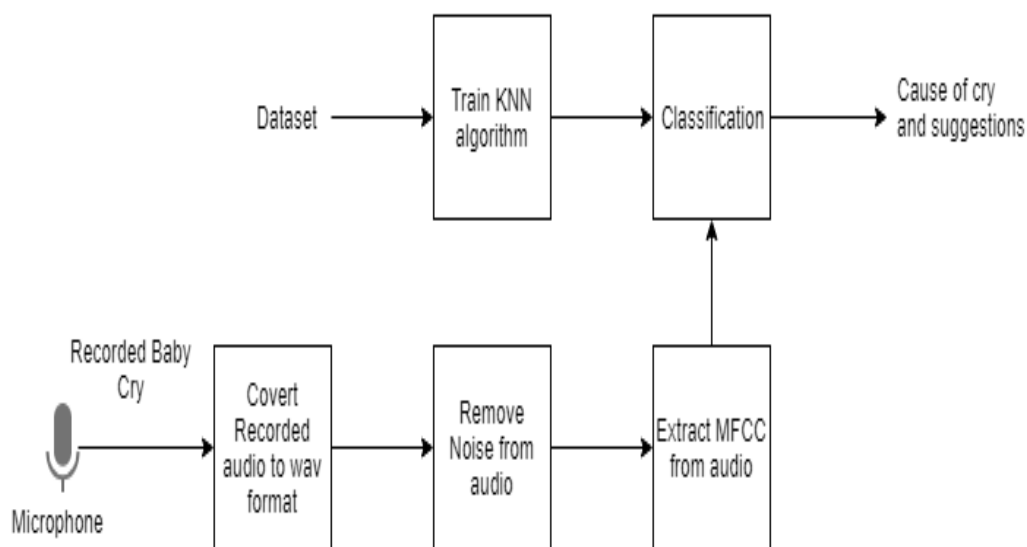 Dataset
Train KNN
algorithm
Classification
Cause of cry
and suggestions
Recorded Baby
Cry
Microphone
Covert
Recorded
audio to wav
format
Remove
Noise from
audio
Extract MFCC
from audio